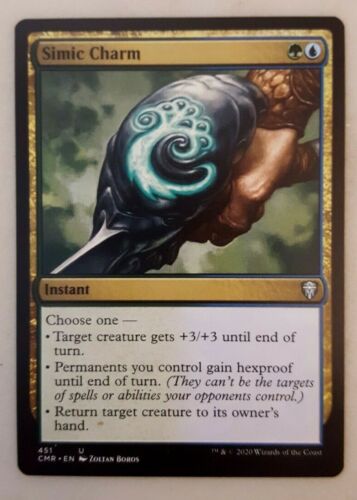 Simic Charm
Instant
Choose one —
• Target creature gets +3/+3 until end of
turn.
• Permanents you control gain hexproof
until end of turn. (They can't be the targets
of spells or abilities your opponents control.)
• Return target creature to its owner's
hand.
451 U
CMR • EN Zoltan Boros
™ & © 2020 Wizards of the Coast